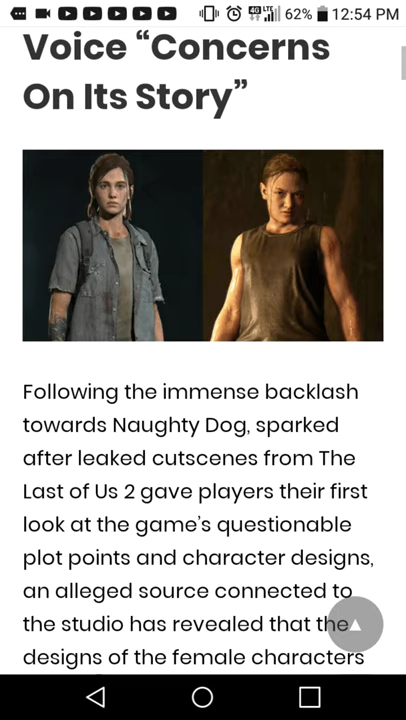 4G LTE 62% 12:54 PM
Voice “Concerns
On Its Story”
Following the immense backlash
towards Naughty Dog, sparked
after leaked cutscenes from The
Last of Us 2 gave players their first
look at the game’s questionable
plot points and character designs,
an alleged source connected to
the studio has revealed that the
designs of the female characters